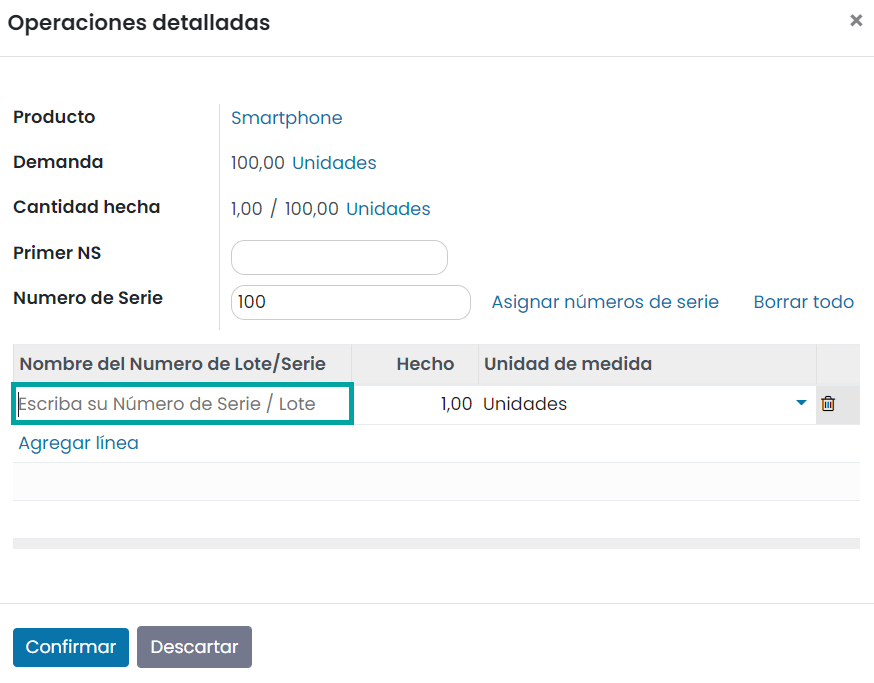 Operaciones detalladas ×
Producto Smartphone
Demanda 100,00 Unidades
Cantidad hecha 1,00 / 100,00 Unidades
Primer NS
Numero de Serie 100 Asignar números de serie Borrar todo
Nombre del Numero de Lote/Serie Hecho Unidad de medida
Escriba su Número de Serie / Lote 1,00 Unidades
Agregar línea
Confirmar Descartar